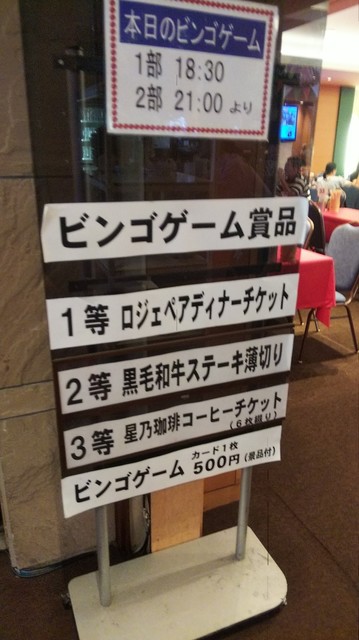 本日のビンゴゲーム
1部 18:30
2部 21:00 より
ビンゴゲーム賞品
1等 ロジェペアディナーチケット
2等 黒毛和牛ステーキ薄切り
3等 星乃珈琲コーヒーチケット
(6枚綴り)
カード1枚
ビンゴゲーム 500円(景品付)